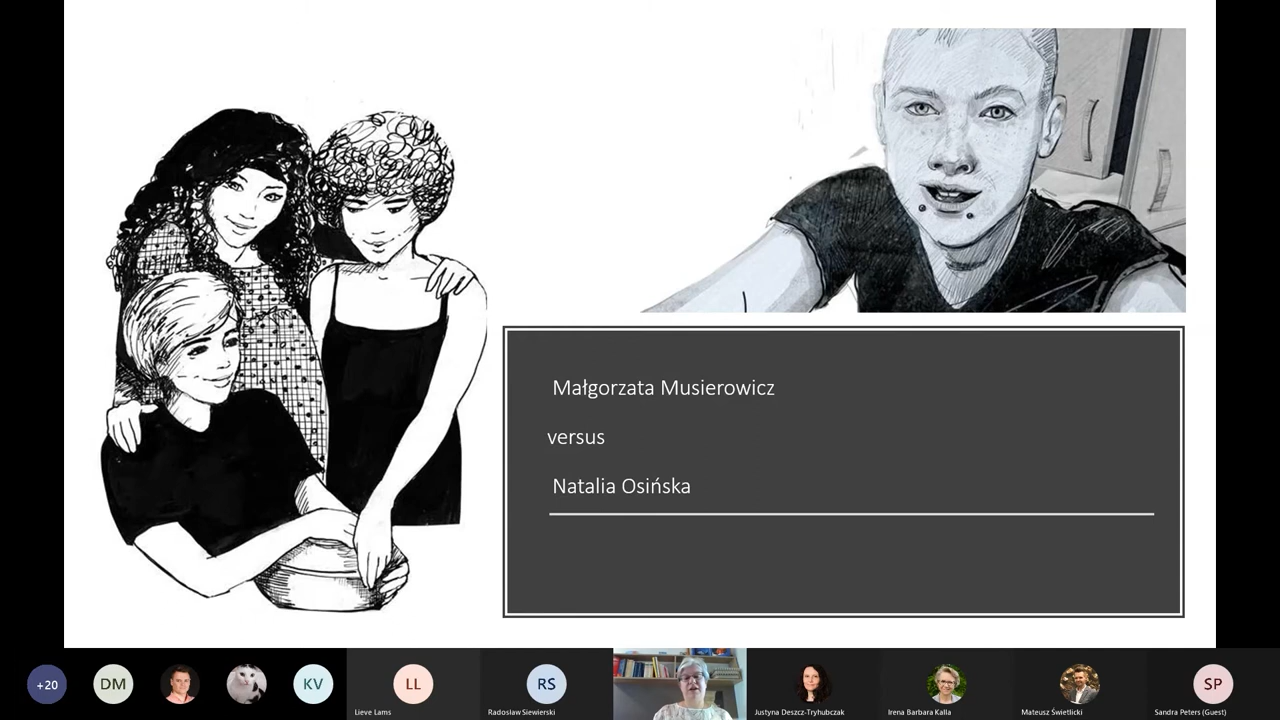 Małgorzata Musierowicz
versus
Natalia Osińska
+20
DM
KV
LL
Lieve Lams
RS
Radosław Siewierski
Justyna Deszcz-Tryhubczak
Irena Barbara Kalla
Mateusz Świetlicki
SP
Sandra Peters (Guest)